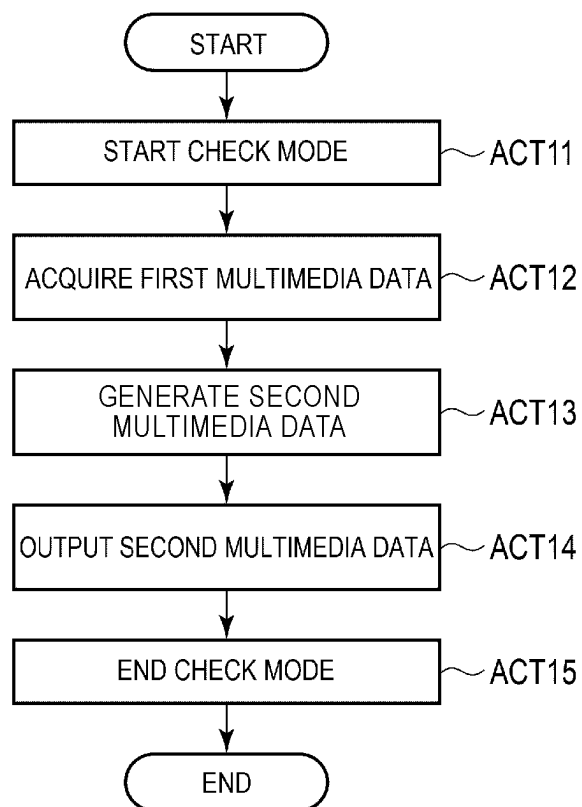 START
START CHECK MODE
ACT11
ACQUIRE FIRST MULTIMEDIA DATA
ACT12
GENERATE SECOND
MULTIMEDIA DATA
ACT13
OUTPUT SECOND MULTIMEDIA DATA
ACT14
END CHECK MODE
ACT15
END